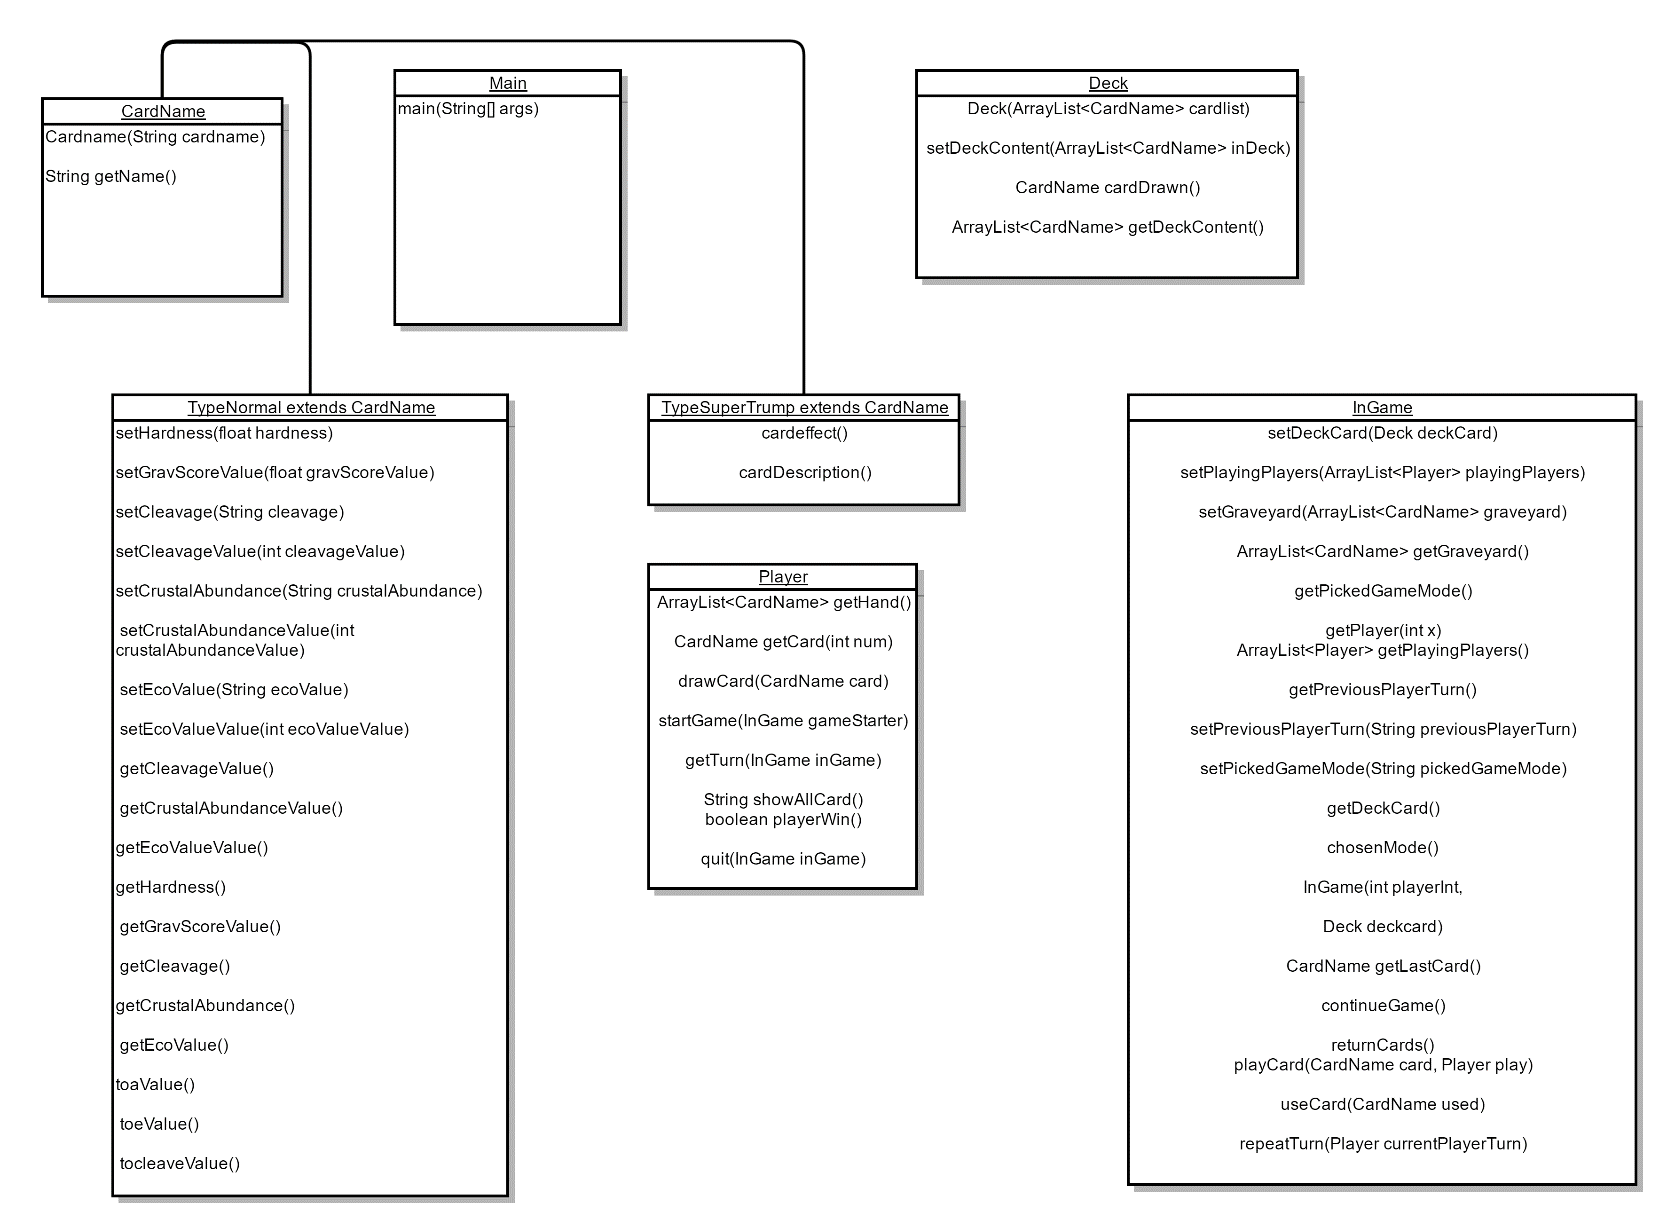 CardName
Cardname(String cardname)
String getName()
Main
main(String[] args)
Deck
Deck(ArrayList<CardName> cardlist)
setDeckContent(ArrayList<CardName> inDeck)
CardName cardDrawn()
ArrayList<CardName> getDeckContent()
TypeNormal extends CardName
setHardness(float hardness)
setGravScoreValue(float gravScoreValue)
setCleavage(String cleavage)
setCleavageValue(int cleavageValue)
setCrustalAbundance(String crustalAbundance)
setCrustalAbundanceValue(int
crustalAbundanceValue)
setEcoValue(String ecoValue)
setEcoValueValue(int ecoValueValue)
getCleavageValue()
getCrustalAbundanceValue()
getEcoValueValue()
getHardness()
getGravScoreValue()
getCleavage()
getCrustalAbundance()
getEcoValue()
toaValue()
toeValue()
tocleaveValue()
TypeSuperTrump extends CardName
cardeffect()
cardDescription()
Player
ArrayList<CardName> getHand()
CardName getCard(int num)
drawCard(CardName card)
startGame(InGame gameStarter)
getTurn(InGame inGame)
String showAllCard()
boolean playerWin()
quit(InGame inGame)
InGame
setDeckCard(Deck deckCard)
setPlayingPlayers(ArrayList<Player> playingPlayers)
setGraveyard(ArrayList<CardName> graveyard)
ArrayList<CardName> getGraveyard()
getPickedGameMode()
getPlayer(int x)
ArrayList<Player> getPlayingPlayers()
getPreviousPlayerTurn()
setPreviousPlayerTurn(String previousPlayerTurn)
setPickedGameMode(String pickedGameMode)
getDeckCard()
chosenMode()
InGame(int playerInt,
Deck deckcard)
CardName getLastCard()
continueGame()
returnCards()
playCard(CardName card, Player play)
useCard(CardName used)
repeatTurn(Player currentPlayerTurn)